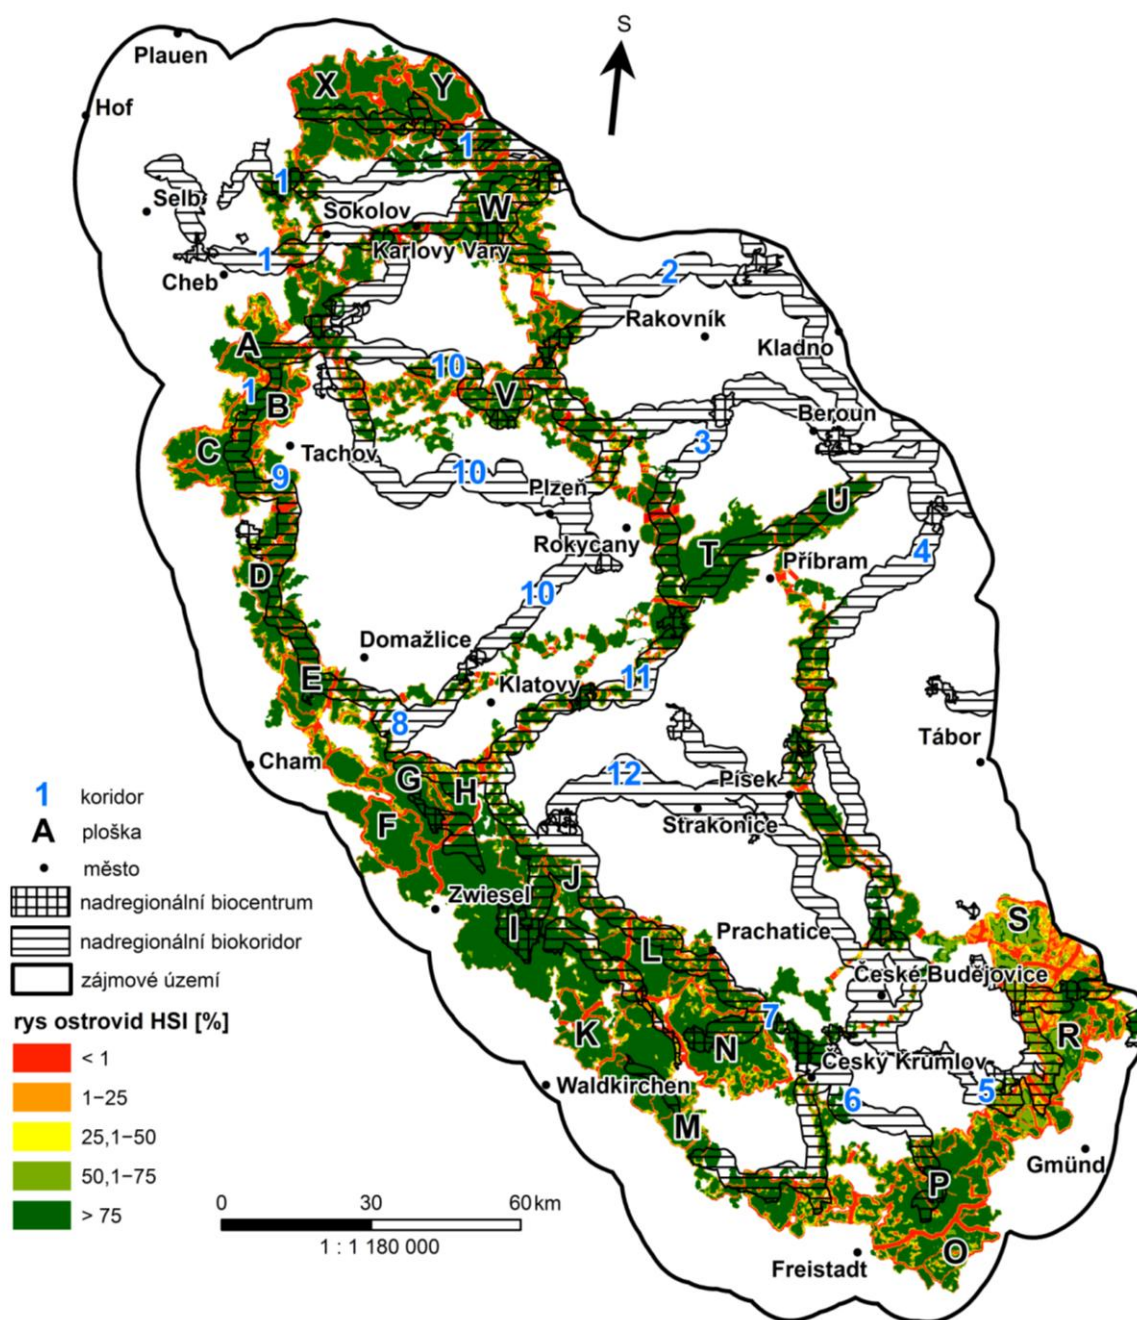 S
Plauen
X
Y
Hof
1
1
Selb
W
Sokolov
Karlovy Vary
1
2
Cheb
Rakovník
Kladno
A
10
1
B
V
Beroun
3
C
Tachov
9
10
Plzeň
U
Rokycany
T
4
D
Příbram
10
Domažlice
E
Klatovy
11
8
Tábor
Cham
G
H
12
Písek
Strakonice
F
J
Zwiesel
I
S
L
Prachatice
České Budějovice
K
7
N
R
Český Krumlov
Waldkirchen
5
6
M
Gmünd
P
O
Freistadt
1 koridor
A ploška
město
nadregionální biocentrum
nadregionální biokoridor
zájmové území
rys ostrovid HSI [%]
< 1
1–25
25,1–50
50,1–75
> 75
0 30 60 km
1 : 1 180 000